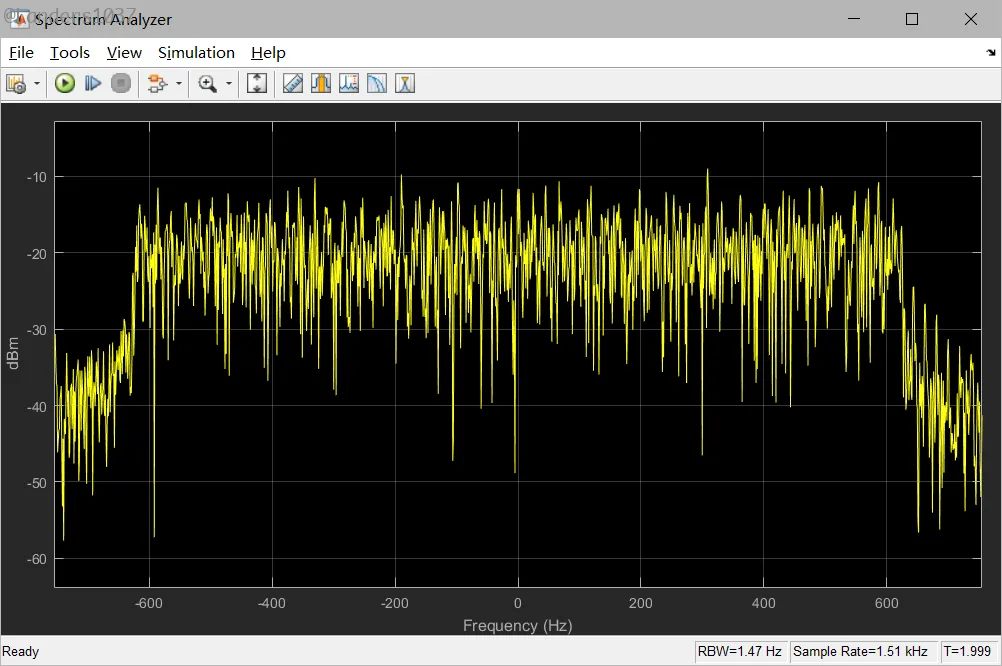 @Landers1037
Spectrum Analyzer
File Tools View Simulation Help
-10
-20
-30
-40
-50
-60
dBm
-600 -400 -200 0 200 400 600
Frequency (Hz)
Ready RBW=1.47 Hz Sample Rate=1.51 kHz T=1.999